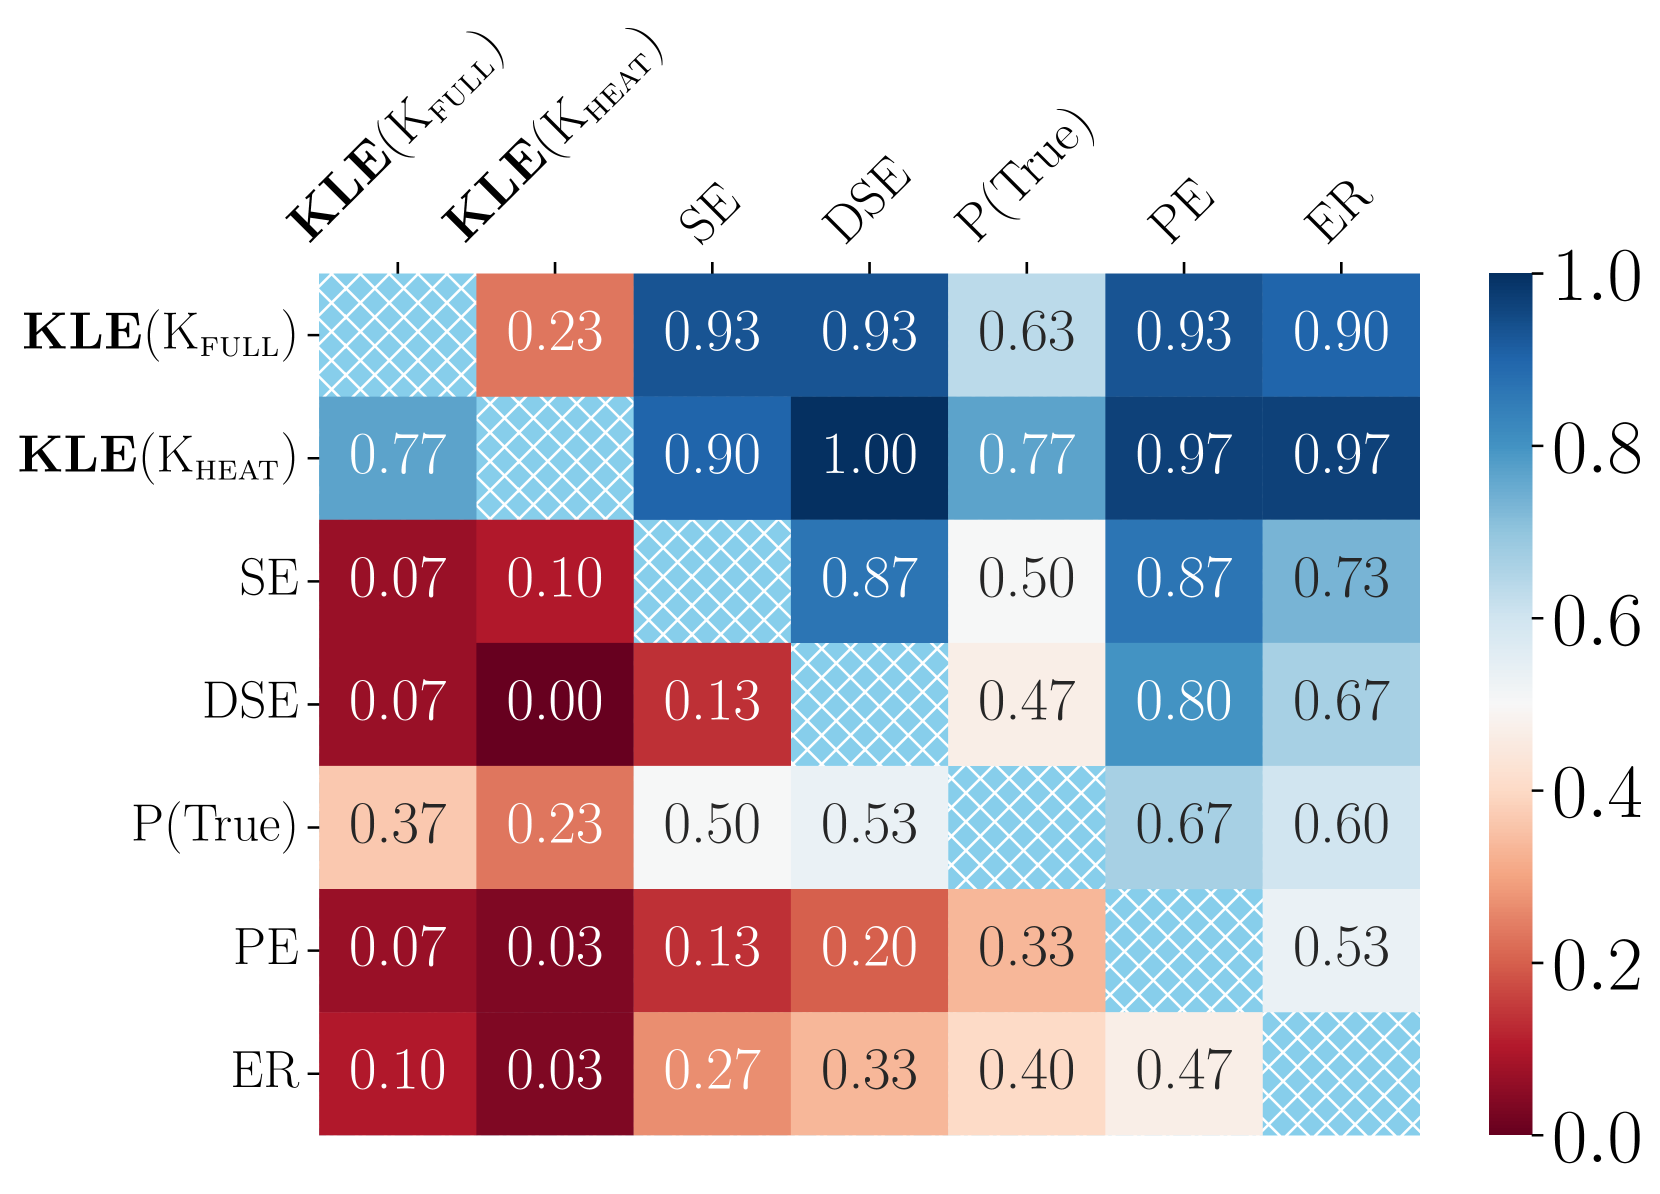 KLE(K_FULL) KLE(K_HEAT) SE DSE P(True) PE ER
KLE(K_FULL) 0.23 0.93 0.93 0.63 0.93 0.90
KLE(K_HEAT) 0.77 0.90 1.00 0.77 0.97 0.97
SE 0.07 0.10 0.87 0.50 0.87 0.73
DSE 0.07 0.00 0.13 0.47 0.80 0.67
P(True) 0.37 0.23 0.50 0.53 0.67 0.60
PE 0.07 0.03 0.13 0.20 0.33 0.53
ER 0.10 0.03 0.27 0.33 0.40 0.47
1.0
0.8
0.6
0.4
0.2
0.0